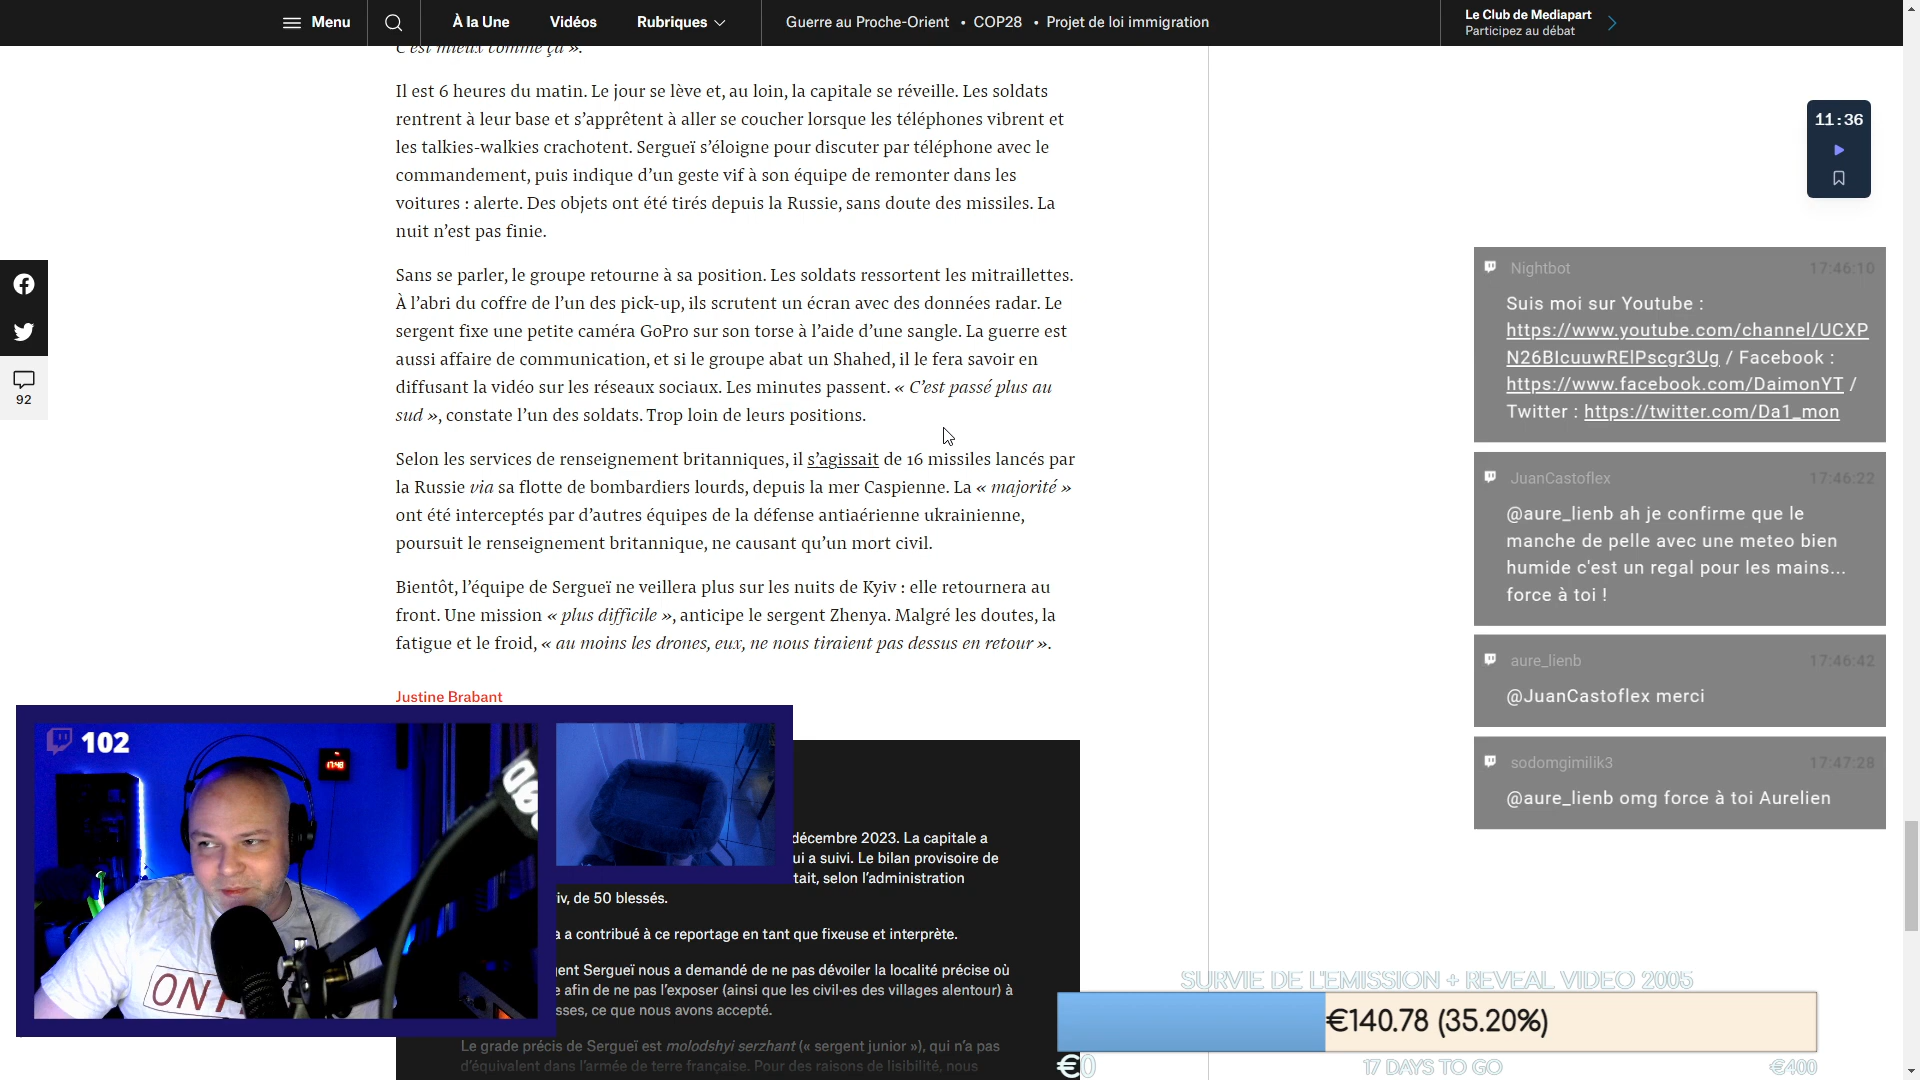 Menu
À la Une
Vidéos
Rubriques
Guerre au Proche-Orient • COP28 • Projet de loi immigration
Le Club de Mediapart
Participez au débat
C'est mieux comme ça ».
Il est 6 heures du matin. Le jour se lève et, au loin, la capitale se réveille. Les soldats
rentrent à leur base et s’apprêtent à aller se coucher lorsque les téléphones vibrent et
les talkies-walkies crachotent. Sergueï s’éloigne pour discuter par téléphone avec le
commandement, puis indique d’un geste vif à son équipe de remonter dans les
voitures : alerte. Des objets ont été tirés depuis la Russie, sans doute des missiles. La
nuit n’est pas finie.
Sans se parler, le groupe retourne à sa position. Les soldats ressortent les mitraillettes.
À l’abri du coffre de l’un des pick-up, ils scrutent un écran avec des données radar. Le
sergent fixe une petite caméra GoPro sur son torse à l’aide d’une sangle. La guerre est
aussi affaire de communication, et si le groupe abat un Shahed, il le fera savoir en
diffusant la vidéo sur les réseaux sociaux. Les minutes passent. « C’est passé plus au
sud », constate l’un des soldats. Trop loin de leurs positions.
Selon les services de renseignement britanniques, il s’agissait de 16 missiles lancés par
la Russie via sa flotte de bombardiers lourds, depuis la mer Caspienne. La « majorité »
ont été interceptés par d’autres équipes de la défense antiaérienne ukrainienne,
poursuit le renseignement britannique, ne causant qu’un mort civil.
Bientôt, l’équipe de Sergueï ne veillera plus sur les nuits de Kyiv : elle retournera au
front. Une mission « plus difficile », anticipe le sergent Zhenya. Malgré les doutes, la
fatigue et le froid, « au moins les drones, eux, ne nous tiraient pas dessus en retour ».
Justine Brabant
92
11:36
Nightbot 17:46:10
Suis moi sur Youtube :
https://www.youtube.com/channel/UCXP
N26BIcuuwRElPscgr3Ug / Facebook :
https://www.facebook.com/DaimonYT /
Twitter : https://twitter.com/Da1_mon
JuanCastoflex 17:46:22
@aure_lienb ah je confirme que le
manche de pelle avec une meteo bien
humide c'est un regal pour les mains...
force à toi !
aure_lienb 17:46:42
@JuanCastoflex merci
sodomgimilik3 17:47:28
@aure_lienb omg force à toi Aurelien
102
17:48
décembre 2023. La capitale a
ui a suivi. Le bilan provisoire de
tait, selon l’administration
iv, de 50 blessés.
a a contribué à ce reportage en tant que fixeuse et interprète.
gent Sergueï nous a demandé de ne pas dévoiler la localité précise où
e afin de ne pas l’exposer (ainsi que les civil·es des villages alentour) à
sses, ce que nous avons accepté.
Le grade précis de Sergueï est molodshyi serzhant (« sergent junior »), qui n’a pas
d’équivalent dans l’armée de terre française. Pour des raisons de lisibilité, nous
SURVIE DE L'EMISSION + REVEAL VIDEO 2005
€140.78 (35.20%)
€0
17 DAYS TO GO
€400